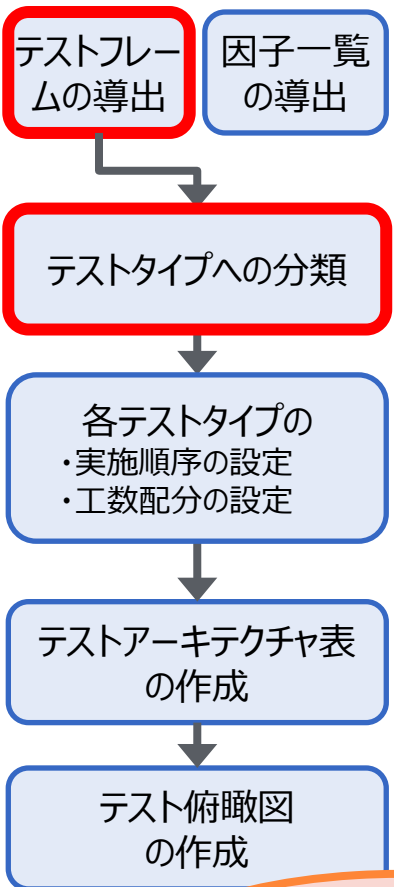 テストフレー
ムの導出
因子一覧
の導出
テストタイプへの分類
各テストタイプの
・実施順序の設定
・工数配分の設定
テストアーキテクチャ表
の作成
テスト俯瞰図
の作成